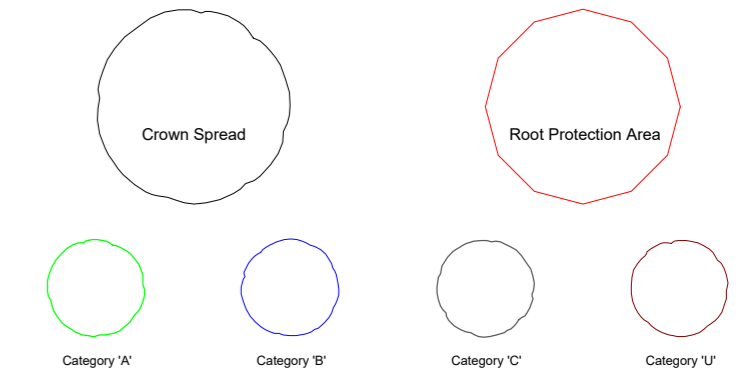 Crown Spread
Root Protection Area
Category 'A'
Category 'B'
Category 'C'
Category 'U'